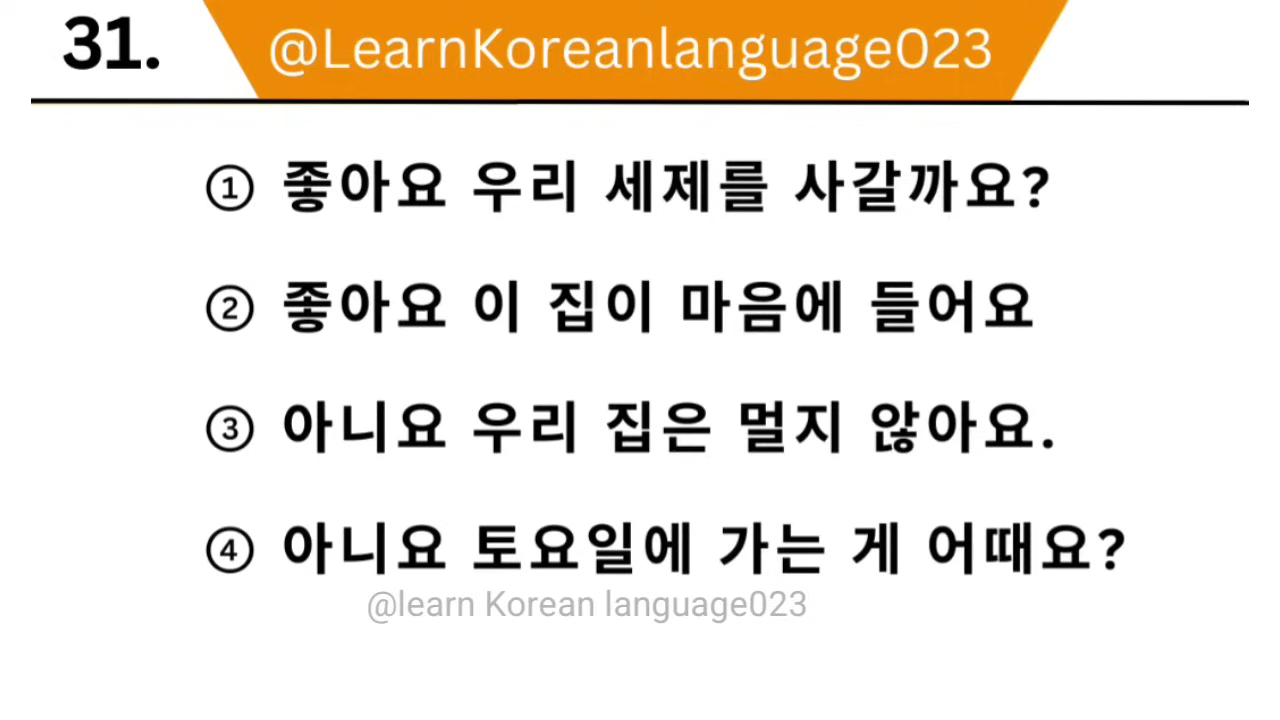 31.
@LearnKoreanlanguage023
① 좋아요 우리 세제를 사갈까요?
② 좋아요 이 집이 마음에 들어요
③ 아니요 우리 집은 멀지 않아요.
④ 아니요 토요일에 가는 게 어때요?
@learn Korean language023